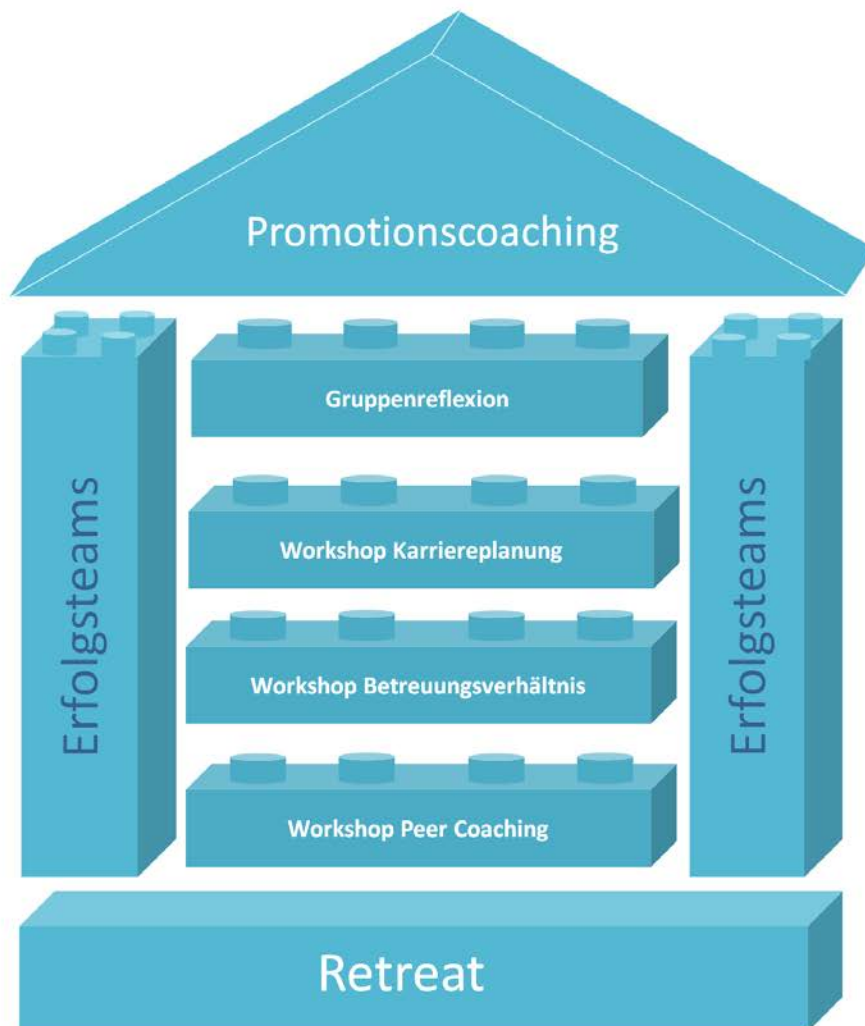 Promotionscoaching
Erfolgsteams
Gruppenreflexion
Workshop Karriereplanung
Workshop Betreuungsverhältnis
Workshop Peer Coaching
Erfolgsteams
Retreat